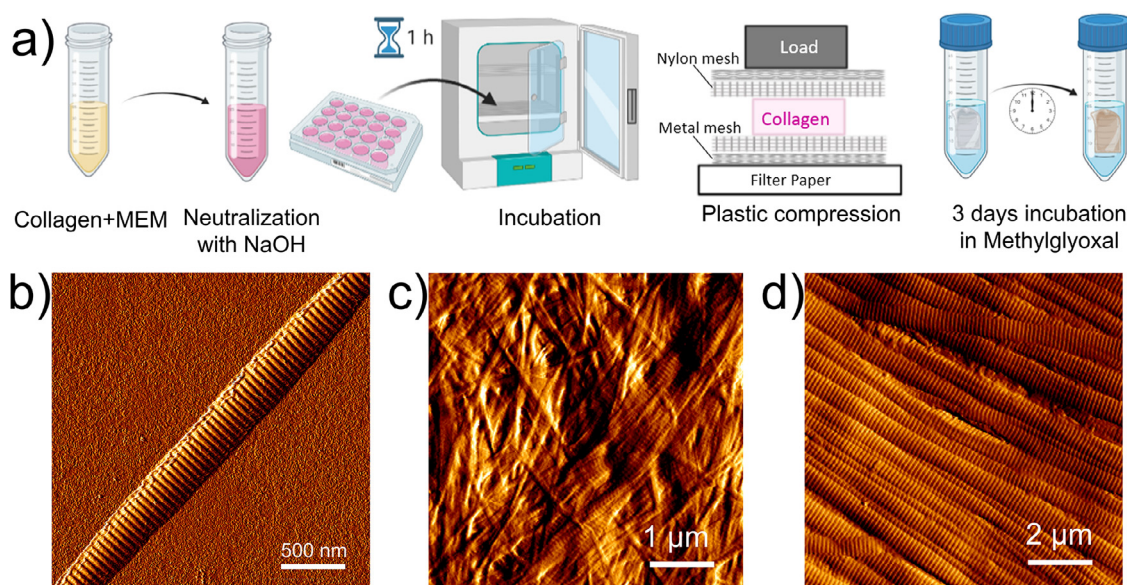 a)
1 h
Load
Nylon mesh
Collagen
Metal mesh
Filter Paper
Collagen+MEM
Neutralization
with NaOH
Incubation
Plastic compression
3 days incubation
in Methylglyoxal
b)
500 nm
c)
1 µm
d)
2 µm